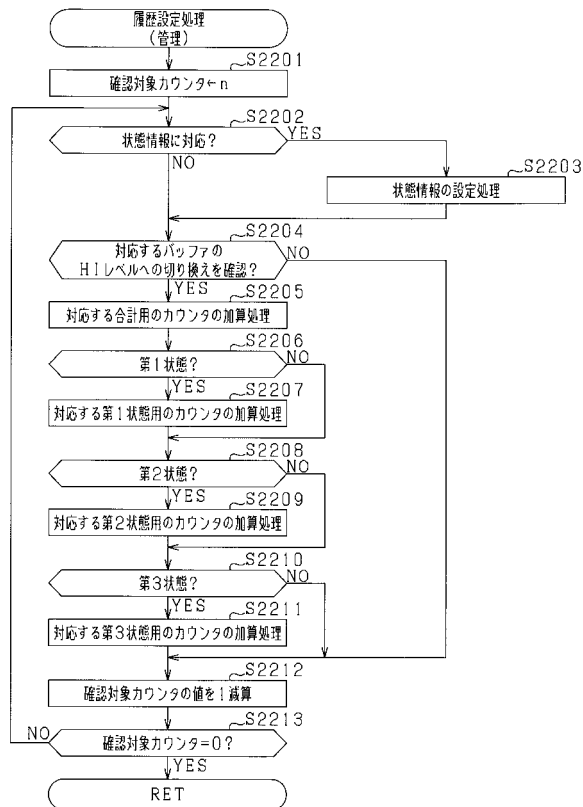 履歴設定処理
(管理)
S2201
確認対象カウンタ←n
S2202
状態情報に対応?
YES
NO
S2203
状態情報の設定処理
S2204
対応するバッファの
HIレベルへの切り換えを確認?
NO
YES
S2205
対応する合計用のカウンタの加算処理
S2206
第1状態?
NO
YES
S2207
対応する第1状態用のカウンタの加算処理
S2208
第2状態?
NO
YES
S2209
対応する第2状態用のカウンタの加算処理
S2210
第3状態?
NO
YES
S2211
対応する第3状態用のカウンタの加算処理
S2212
確認対象カウンタの値を1減算
S2213
NO
確認対象カウンタ=0?
YES
RET